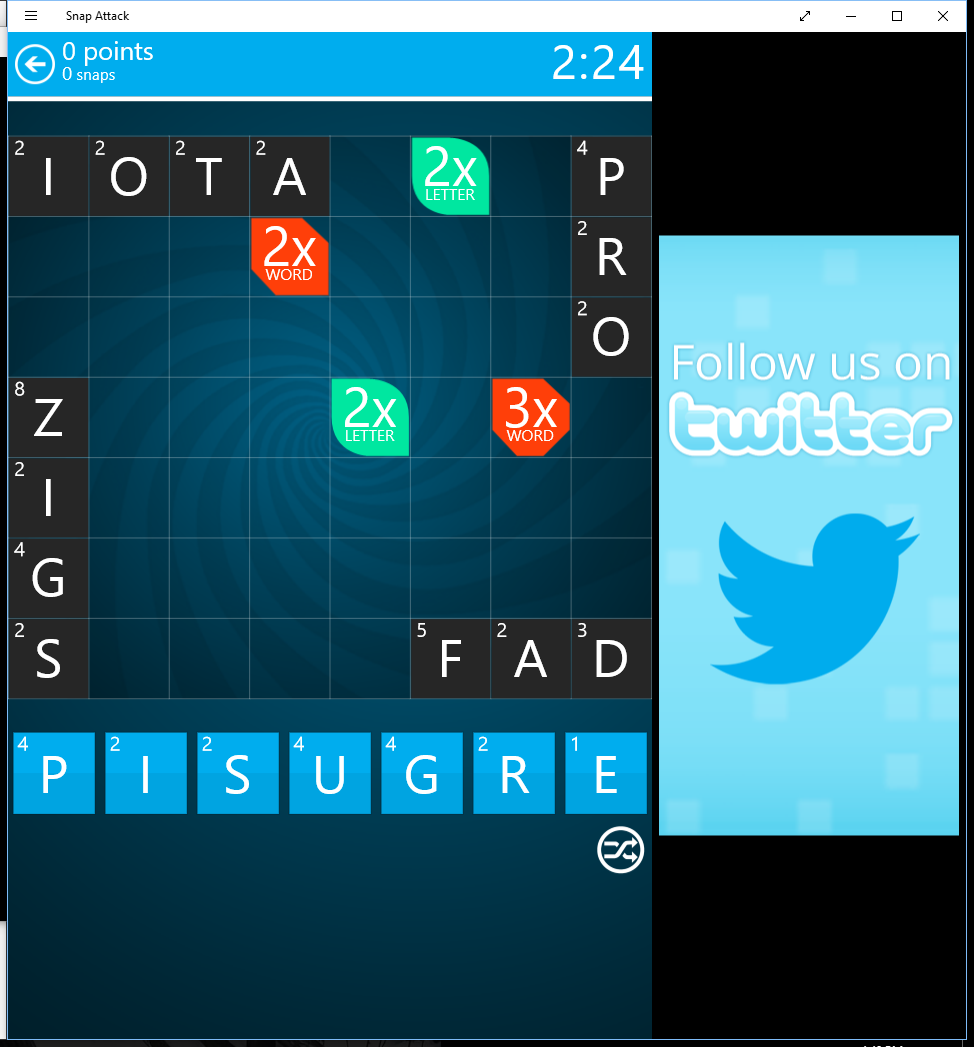 Snap Attack
0 points
0 snaps
2:24
2 I 2 O 2 T 2 A 2x LETTER 4 P
2x WORD 2 R
2 O
8 Z 2x LETTER 3x WORD
2 I
4 G
2 S 5 F 2 A 3 D
4 P 2 I 2 S 4 U 4 G 2 R 1 E
Follow us on
twitter